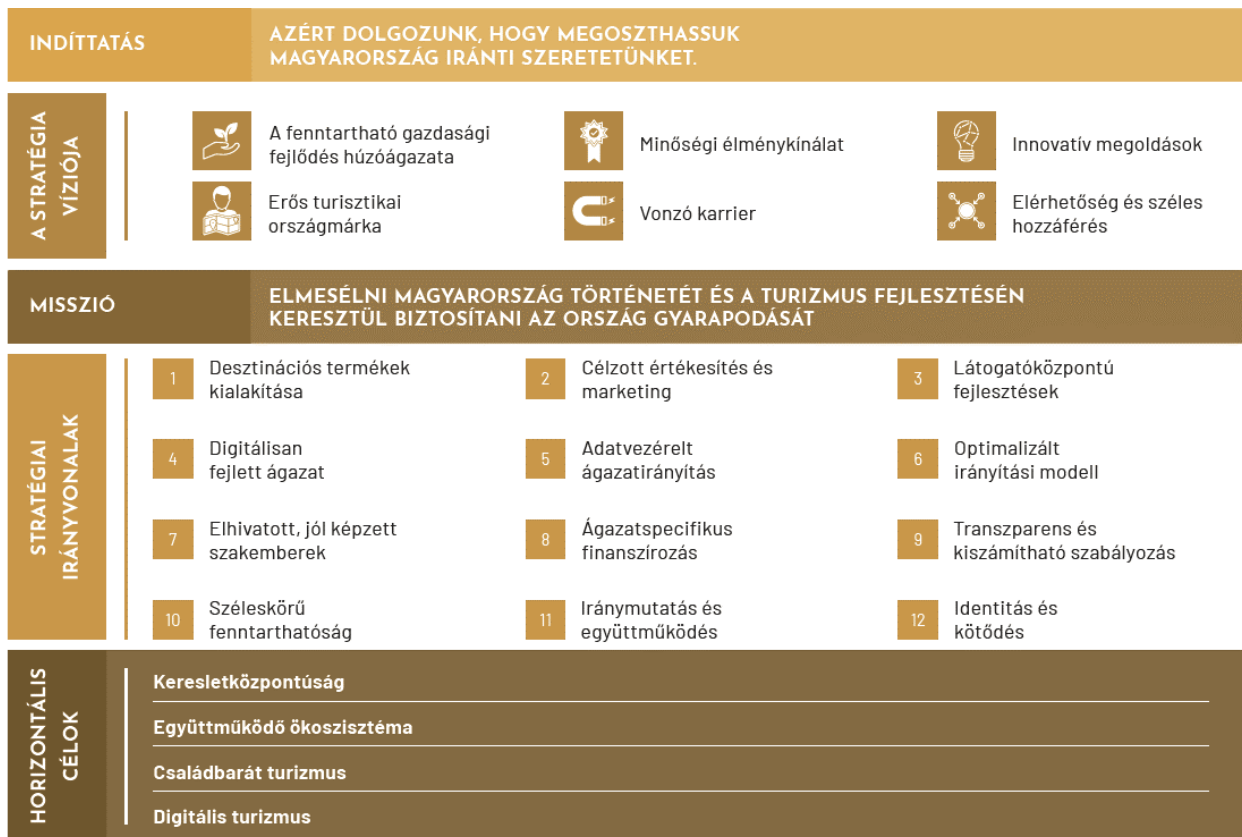 INDÍTTATÁS
AZÉRT DOLGOZUNK, HOGY MEGOSZTHASSUK
MAGYARORSZÁG IRÁNTI SZERETETÜNKET.
A STRATÉGIA
VÍZIÓJA
A fenntartható gazdasági
fejlődés húzóágazata
Minőségi élménykínálat
Innovatív megoldások
Erős turisztikai
országmárka
Vonzó karrier
Elérhetőség és széles
hozzáférés
MISSZIÓ
ELMESÉLNI MAGYARORSZÁG TÖRTÉNETÉT ÉS A TURIZMUS FEJLESZTÉSÉN
KERESZTÜL BIZTOSÍTANI AZ ORSZÁG GYARAPODÁSÁT
STRATÉGIAI
IRÁNYVONALAK
1
Desztinációs termékek
kialakítása
2
Célzott értékesítés és
marketing
3
Látogatóközpontú
fejlesztések
4
Digitálisan
fejlett ágazat
5
Adatvezérelt
ágazatirányítás
6
Optimalizált
irányítási modell
7
Elhivatott, jól képzett
szakemberek
8
Ágazatspecifikus
finanszírozás
9
Transzparens és
kiszámítható szabályozás
10
Széleskörű
fenntarthatóság
11
Iránymutatás és
együttműködés
12
Identitás és
kötődés
HORIZONTÁLIS
CÉLOK
Keresletközpontúság
Együttműködő ökoszisztéma
Családbarát turizmus
Digitális turizmus